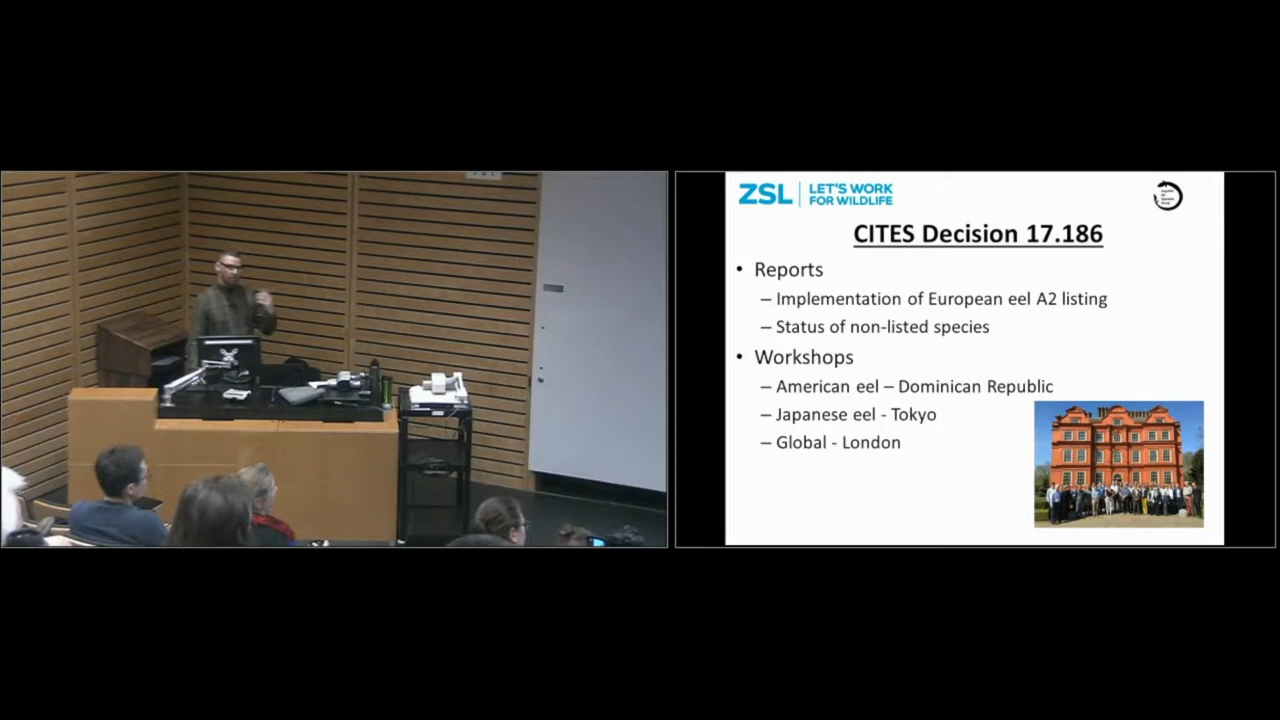 ZSL
LET'S WORK
FOR WILDLIFE
CITES Decision 17.186
• Reports
– Implementation of European eel A2 listing
– Status of non-listed species
• Workshops
– American eel – Dominican Republic
– Japanese eel - Tokyo
– Global - London